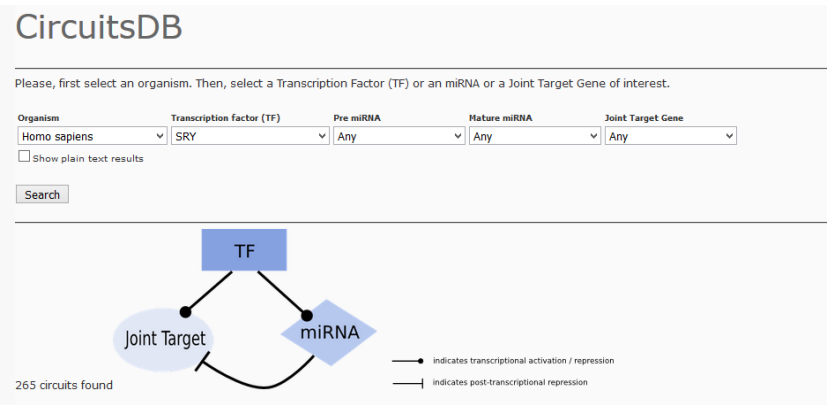 CircuitsDB
Please, first select an organism. Then, select a Transcription Factor (TF) or an miRNA or a Joint Target Gene of interest.
Organism Transcription factor (TF) Pre miRNA Mature miRNA Joint Target Gene
Homo sapiens SRY Any Any Any
Show plain text results
Search
TF
Joint Target
miRNA
indicates transcriptional activation / repression
indicates post-transcriptional repression
265 circuits found